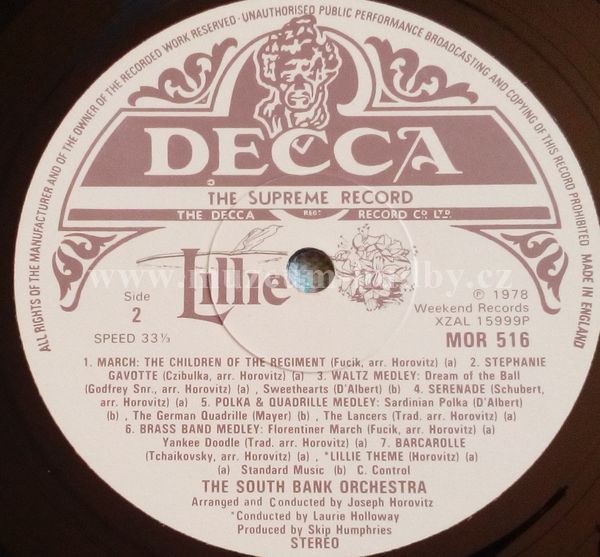 ALL RIGHTS OF THE MANUFACTURER AND OF THE OWNER OF THE RECORDED WORK RESERVED · UNAUTHORISED PUBLIC PERFORMANCE BROADCASTING AND COPYING OF THIS RECORD PROHIBITED
MADE IN ENGLAND
DECCA
THE SUPREME RECORD
THE DECCA REGD RECORD CO. LTD.
Lillie
Side
2
SPEED 33⅓
℗ 1978
Weekend Records
XZAL 15999P
MOR 516
1. MARCH: THE CHILDREN OF THE REGIMENT (Fucik, arr. Horovitz) (a) 2. STEPHANIE
GAVOTTE (Czibulka, arr. Horovitz) (a) 3. WALTZ MEDLEY: Dream of the Ball
(Godfrey Snr., arr. Horovitz) (a) , Sweethearts (D'Albert) (b) 4. SERENADE (Schubert,
arr. Horovitz) (a) 5. POLKA & QUADRILLE MEDLEY: Sardinian Polka (D'Albert)
(b) , The German Quadrille (Mayer) (b) , The Lancers (Trad. arr. Horovitz) (a)
6. BRASS BAND MEDLEY: Florentiner March (Fucik, arr. Horovitz) (a)
Yankee Doodle (Trad. arr. Horovitz) (a) 7. BARCAROLLE
(Tchaikovsky, arr. Horovitz) (a) , *LILLIE THEME (Horovitz) (a)
(a) Standard Music (b) C. Control
THE SOUTH BANK ORCHESTRA
Arranged and Conducted by Joseph Horovitz
*Conducted by Laurie Holloway
Produced by Skip Humphries
STEREO